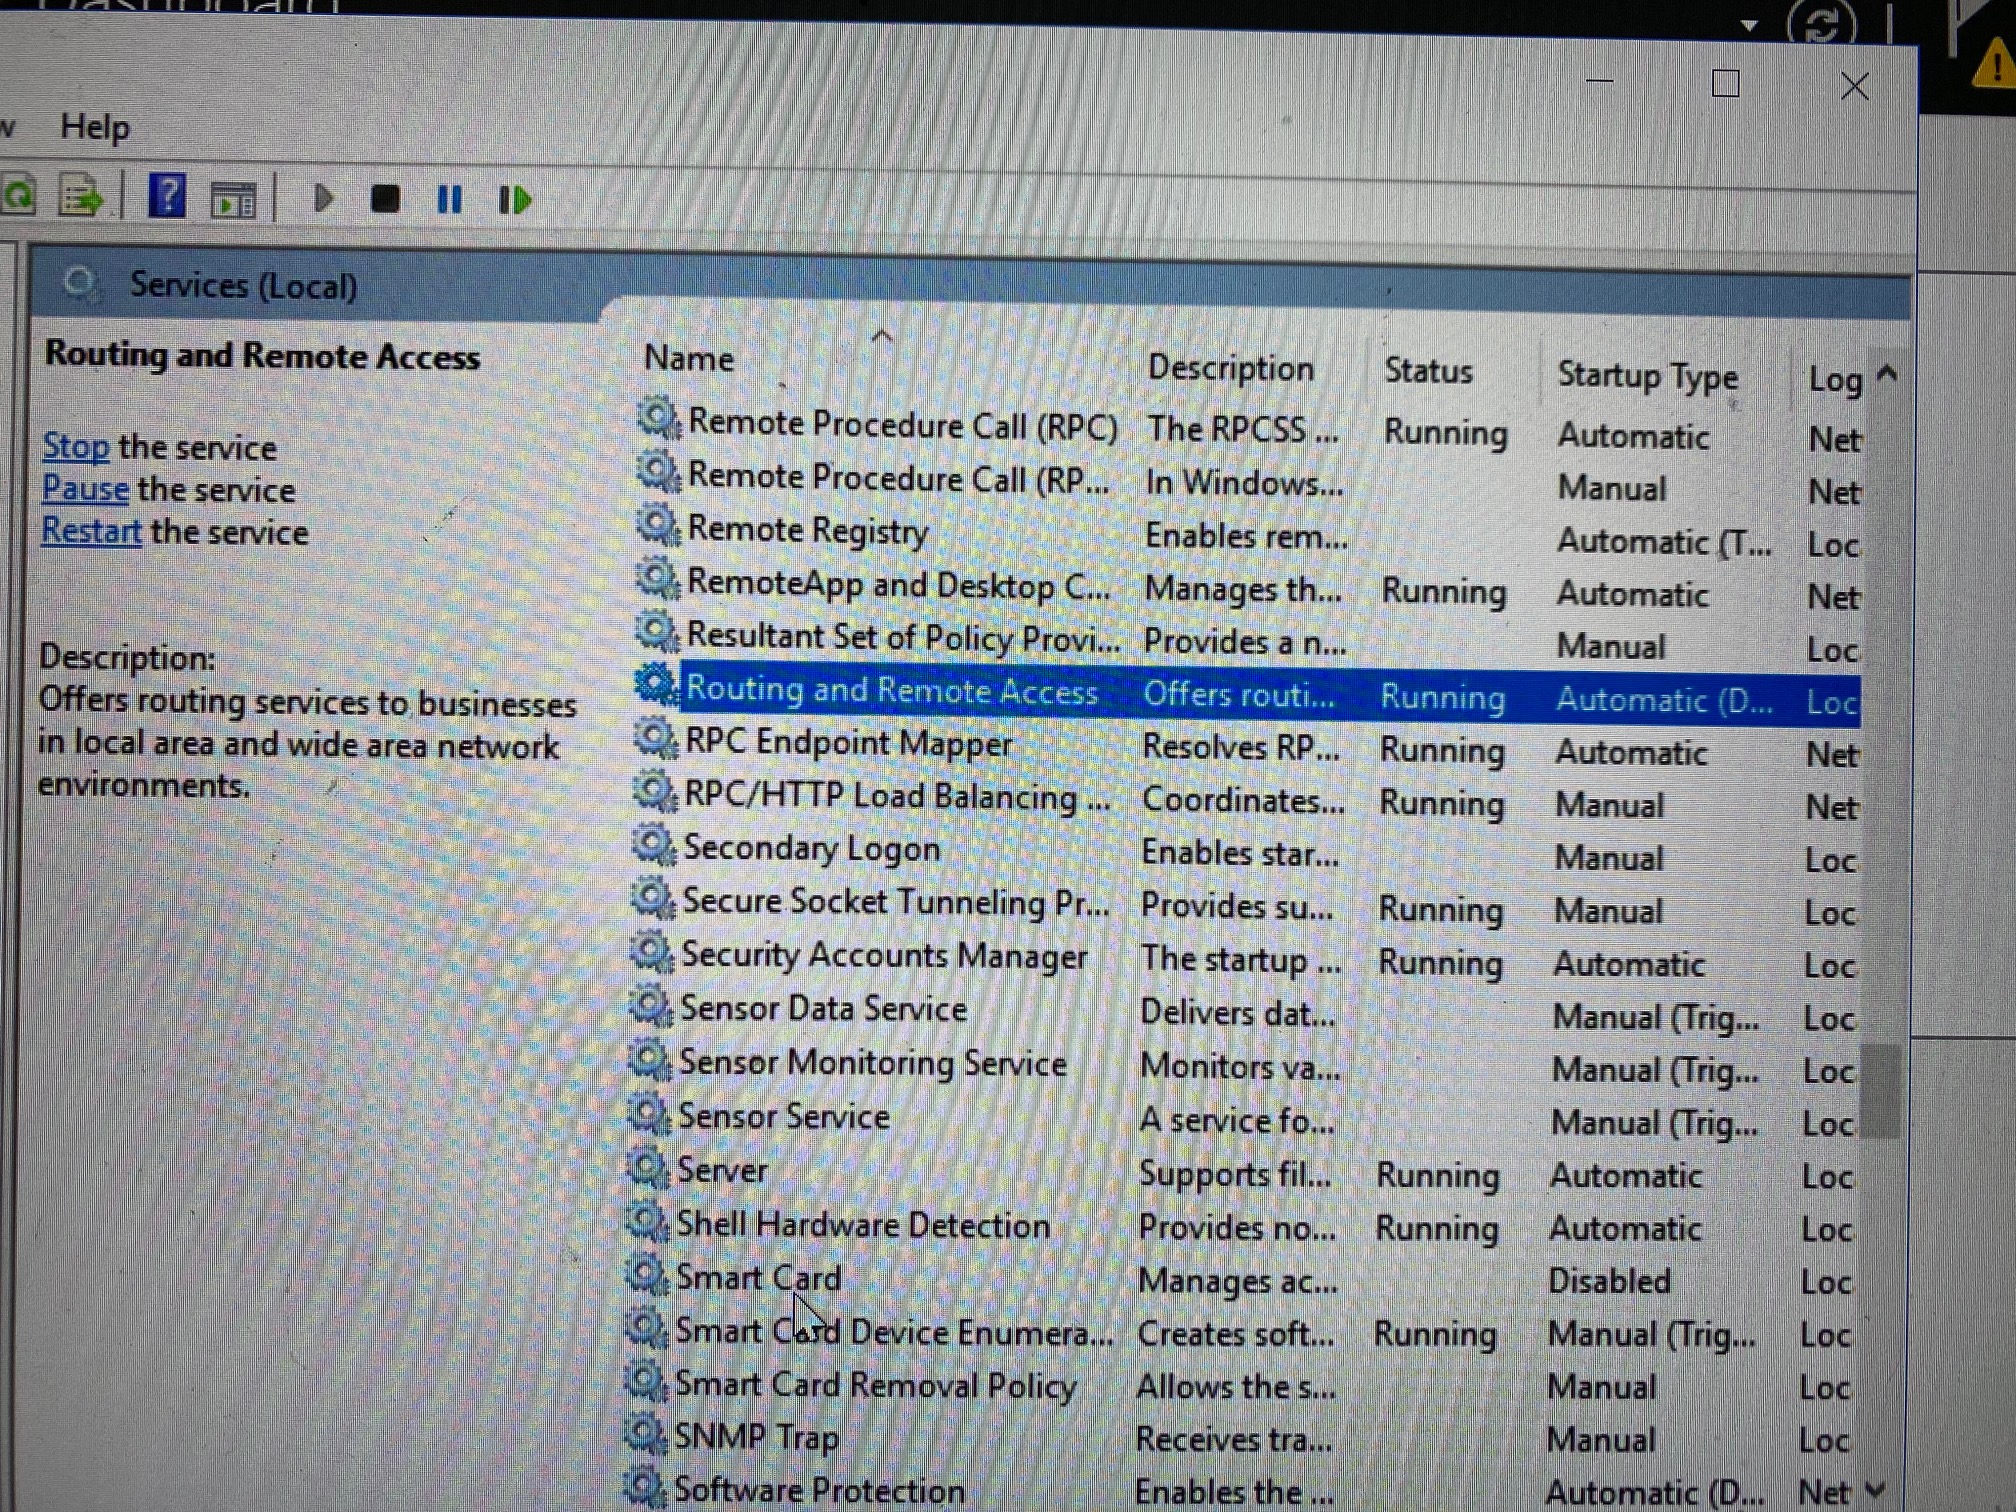 Dashboard
Help
Services (Local)
Routing and Remote Access
Stop the service
Pause the service
Restart the service
Description:
Offers routing services to businesses
in local area and wide area network
environments.
Name Description Status Startup Type Log
Remote Procedure Call (RPC) The RPCSS ... Running Automatic Net
Remote Procedure Call (RP... In Windows... Manual Net
Remote Registry Enables rem... Automatic (T... Loc
RemoteApp and Desktop C... Manages th... Running Automatic Net
Resultant Set of Policy Provi... Provides a n... Manual Loc
Routing and Remote Access Offers routi... Running Automatic (D... Loc
RPC Endpoint Mapper Resolves RP... Running Automatic Net
RPC/HTTP Load Balancing ... Coordinates... Running Manual Net
Secondary Logon Enables star... Manual Loc
Secure Socket Tunneling Pr... Provides su... Running Manual Loc
Security Accounts Manager The startup ... Running Automatic Loc
Sensor Data Service Delivers dat... Manual (Trig... Loc
Sensor Monitoring Service Monitors va... Manual (Trig... Loc
Sensor Service A service fo... Manual (Trig... Loc
Server Supports fil... Running Automatic Loc
Shell Hardware Detection Provides no... Running Automatic Loc
Smart Card Manages ac... Disabled Loc
Smart Card Device Enumera... Creates soft... Running Manual (Trig... Loc
Smart Card Removal Policy Allows the s... Manual Loc
SNMP Trap Receives tra... Manual Loc
Software Protection Enables the ... Automatic (D... Net